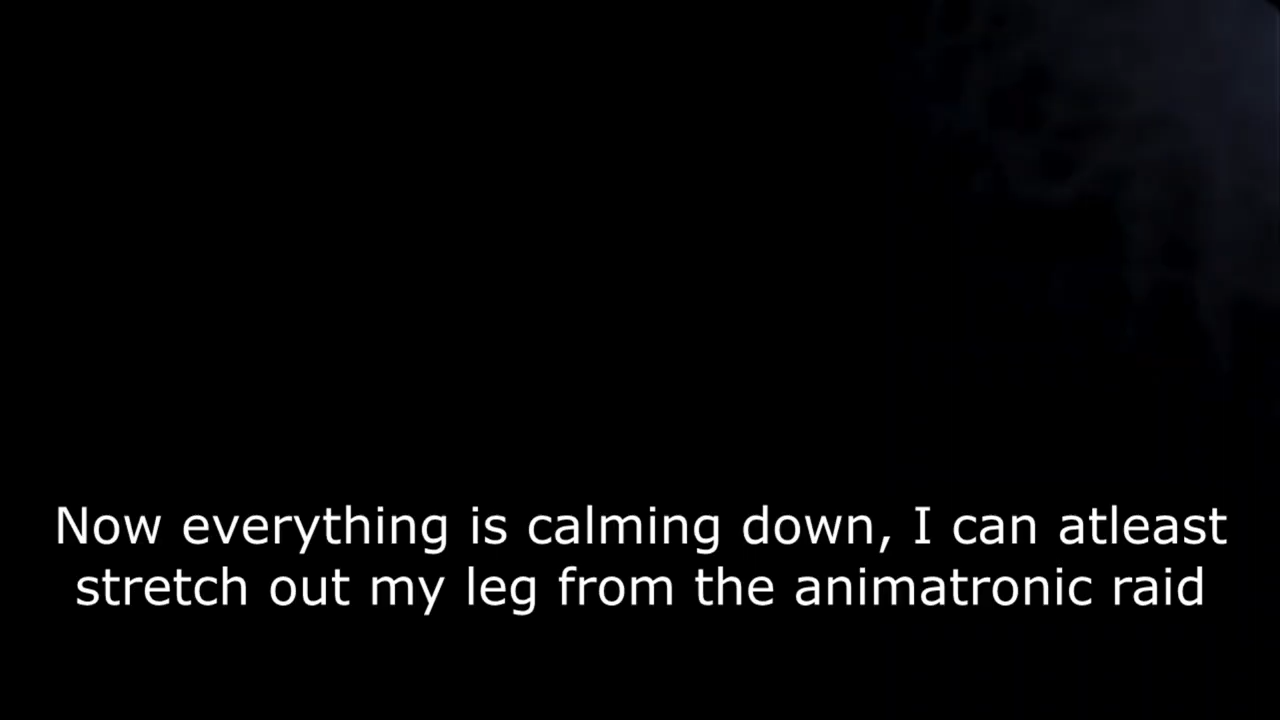 Now everything is calming down, I can atleast
stretch out my leg from the animatronic raid